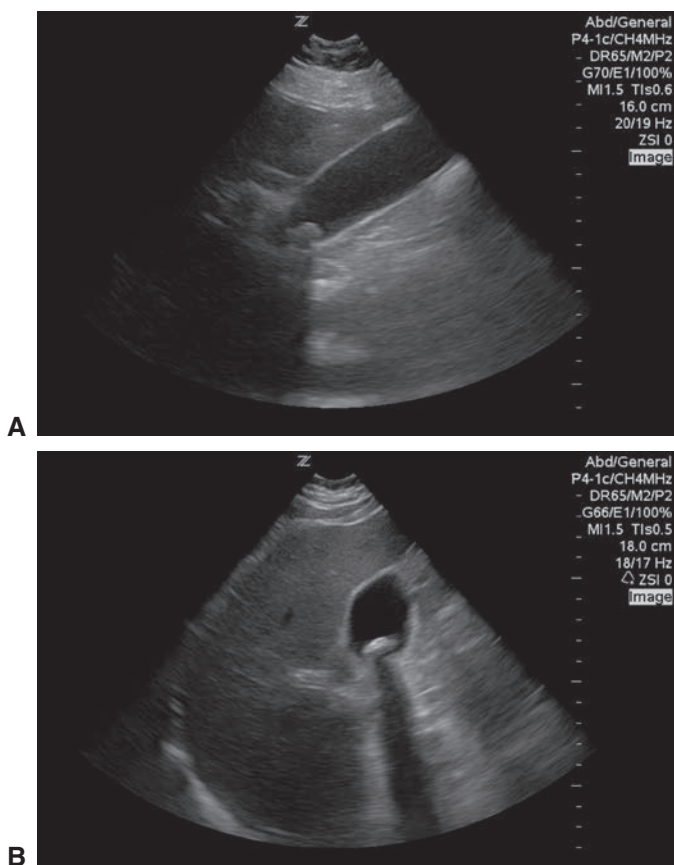 Z
Abd/General
P4-1c/CH4MHz
DR65/M2/P2
G70/E1/100%
MI1.5 TIs0.6
16.0 cm
20/19 Hz
ZSI 0
Image
A
Z
Abd/General
P4-1c/CH4MHz
DR65/M2/P2
G66/E1/100%
MI1.5 TIs0.5
18.0 cm
18/17 Hz
ZSI 0
Image
B